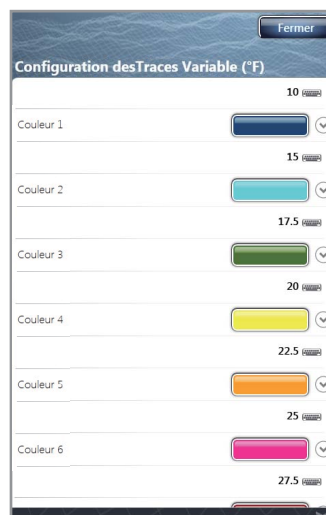 Fermer
Configuration desTraces Variable (°F)
10
Couleur 1
15
Couleur 2
17.5
Couleur 3
20
Couleur 4
22.5
Couleur 5
25
Couleur 6
27.5